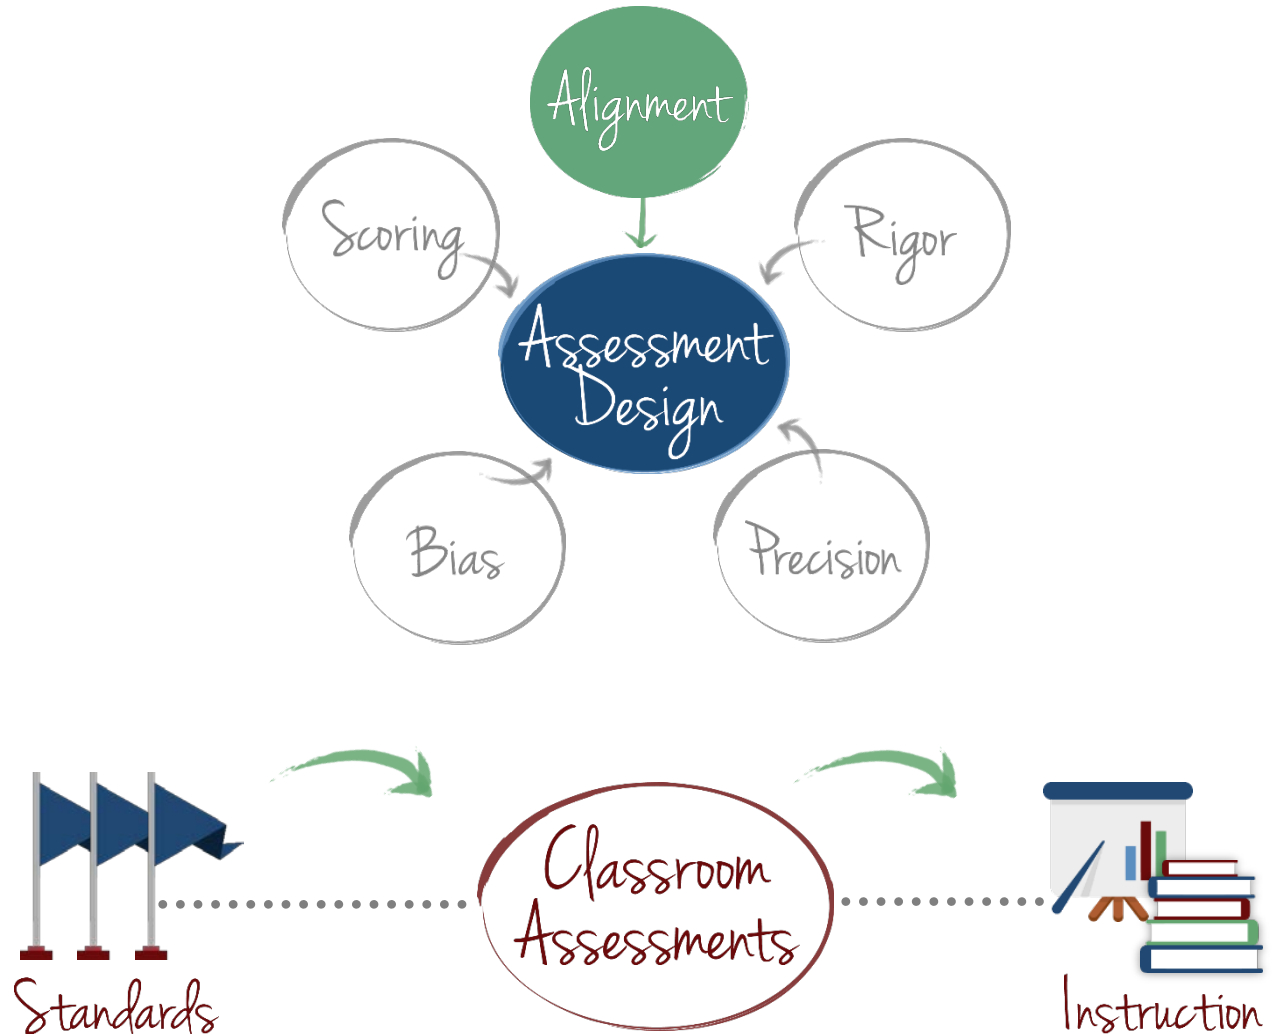 Alignment
Scoring
Rigor
Assessment
Design
Bias
Precision
Classroom
Assessments
Standards
Instruction